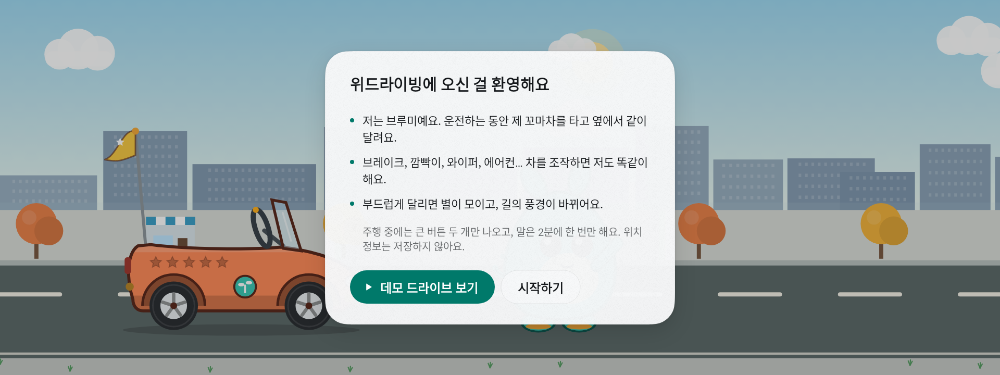 위드라이빙에 오신 걸 환영해요
저는 브루미예요. 운전하는 동안 제 꼬마차를 타고 옆에서 같이
달려요.
브레이크, 깜빡이, 와이퍼, 에어컨... 차를 조작하면 저도 똑같이
해요.
부드럽게 달리면 별이 모이고, 길의 풍경이 바뀌어요.
주행 중에는 큰 버튼 두 개만 나오고, 말은 2분에 한 번만 해요. 위치
정보는 저장하지 않아요.
데모 드라이브 보기
시작하기